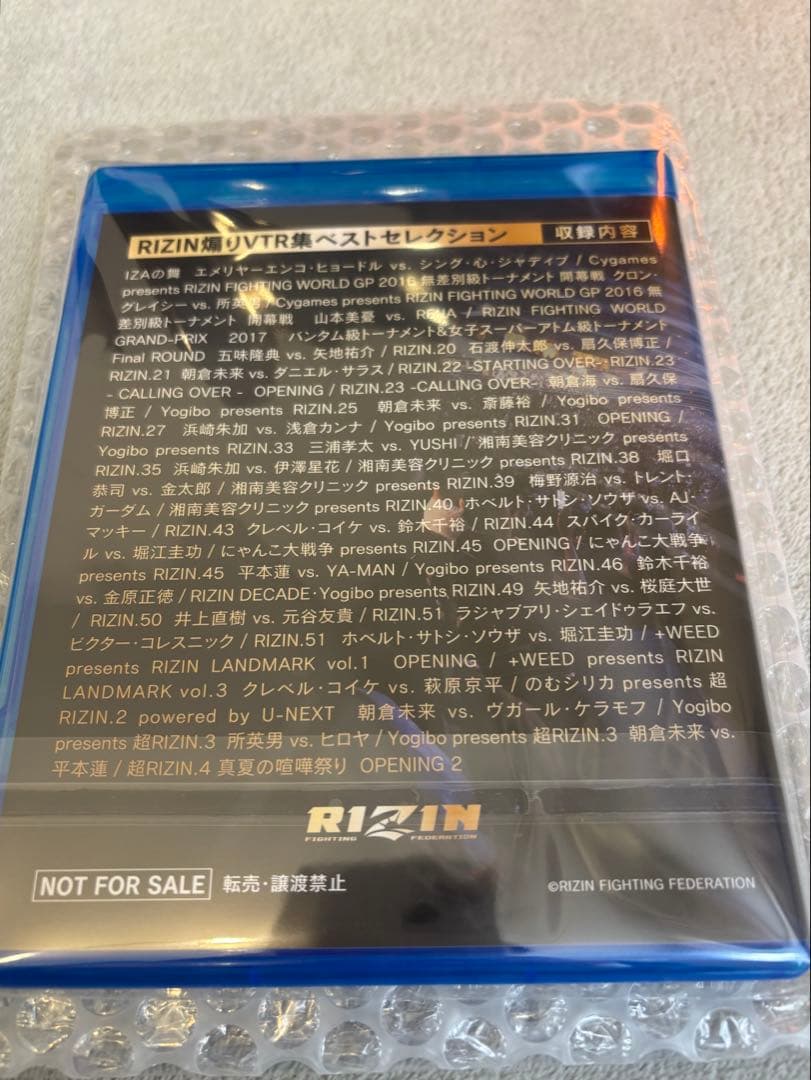 RIZIN煽りVTR集ベストセレクション 収録内容
IZAの舞 エメリヤーエンコ・ヒョードル vs. シング・心・ジャディブ / Cygames
presents RIZIN FIGHTING WORLD GP 2016 無差別級トーナメント 開幕戦 クロン・
グレイシー vs. 所英男 / Cygames presents RIZIN FIGHTING WORLD GP 2016 無
差別級トーナメント 開幕戦 山本美憂 vs. RENA / RIZIN FIGHTING WORLD
GRAND-PRIX 2017 バンタム級トーナメント&女子スーパーアトム級トーナメント
Final ROUND 五味隆典 vs. 矢地祐介 / RIZIN.20 石渡伸太郎 vs. 扇久保博正 /
RIZIN.21 朝倉未来 vs. ダニエル・サラス / RIZIN.22 -STARTING OVER- RIZIN.23
- CALLING OVER - OPENING / RIZIN.23 -CALLING OVER- 朝倉海 vs. 扇久保
博正 / Yogibo presents RIZIN.25 朝倉未来 vs. 斎藤裕 / Yogibo presents
RIZIN.27 浜崎朱加 vs. 浅倉カンナ / Yogibo presents RIZIN.31 OPENING /
Yogibo presents RIZIN.33 三浦孝太 vs. YUSHI / 湘南美容クリニック presents
RIZIN.35 浜崎朱加 vs. 伊澤星花 / 湘南美容クリニック presents RIZIN.38 堀口
恭司 vs. 金太郎 / 湘南美容クリニック presents RIZIN.39 梅野源治 vs. トレント・
ガーダム / 湘南美容クリニック presents RIZIN.40 ホベルト・サトシ・ソウザ vs. AJ・
マッキー / RIZIN.43 クレベル・コイケ vs. 鈴木千裕 / RIZIN.44 スパイク・カーライ
ル vs. 堀江圭功 / にゃんこ大戦争 presents RIZIN.45 OPENING / にゃんこ大戦争
presents RIZIN.45 平本蓮 vs. YA-MAN / Yogibo presents RIZIN.46 鈴木千裕
vs. 金原正徳 / RIZIN DECADE・Yogibo presents RIZIN.49 矢地祐介 vs. 桜庭大世
/ RIZIN.50 井上直樹 vs. 元谷友貴 / RIZIN.51 ラジャブアリ・シェイドゥラエフ vs.
ビクター・コレスニック / RIZIN.51 ホベルト・サトシ・ソウザ vs. 堀江圭功 / +WEED
presents RIZIN LANDMARK vol.1 OPENING / +WEED presents RIZIN
LANDMARK vol.3 クレベル・コイケ vs. 萩原京平 / のむシリカ presents 超
RIZIN.2 powered by U-NEXT 朝倉未来 vs. ヴガール・ケラモフ / Yogibo
presents 超RIZIN.3 所英男 vs. ヒロヤ / Yogibo presents 超RIZIN.3 朝倉未来 vs.
平本蓮 / 超RIZIN.4 真夏の喧嘩祭り OPENING 2
RIZIN
FIGHTING FEDERATION
NOT FOR SALE 転売・譲渡禁止 ©RIZIN FIGHTING FEDERATION